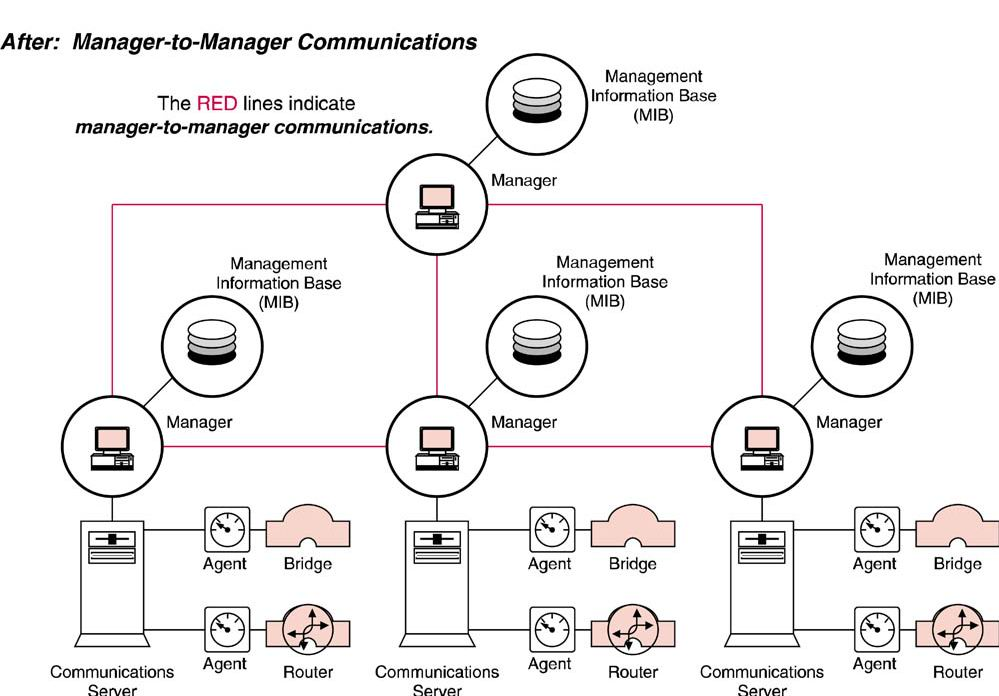 After: Manager-to-Manager Communications
The RED lines indicate
manager-to-manager communications.
Management
Information Base
(MIB)
Manager
Management
Information Base
(MIB)
Management
Information Base
(MIB)
Management
Information Base
(MIB)
Manager
Manager
Manager
Agent
Bridge
Agent
Bridge
Agent
Bridge
Agent
Router
Agent
Router
Agent
Router
Communications
Server
Communications
Server
Communications
Server